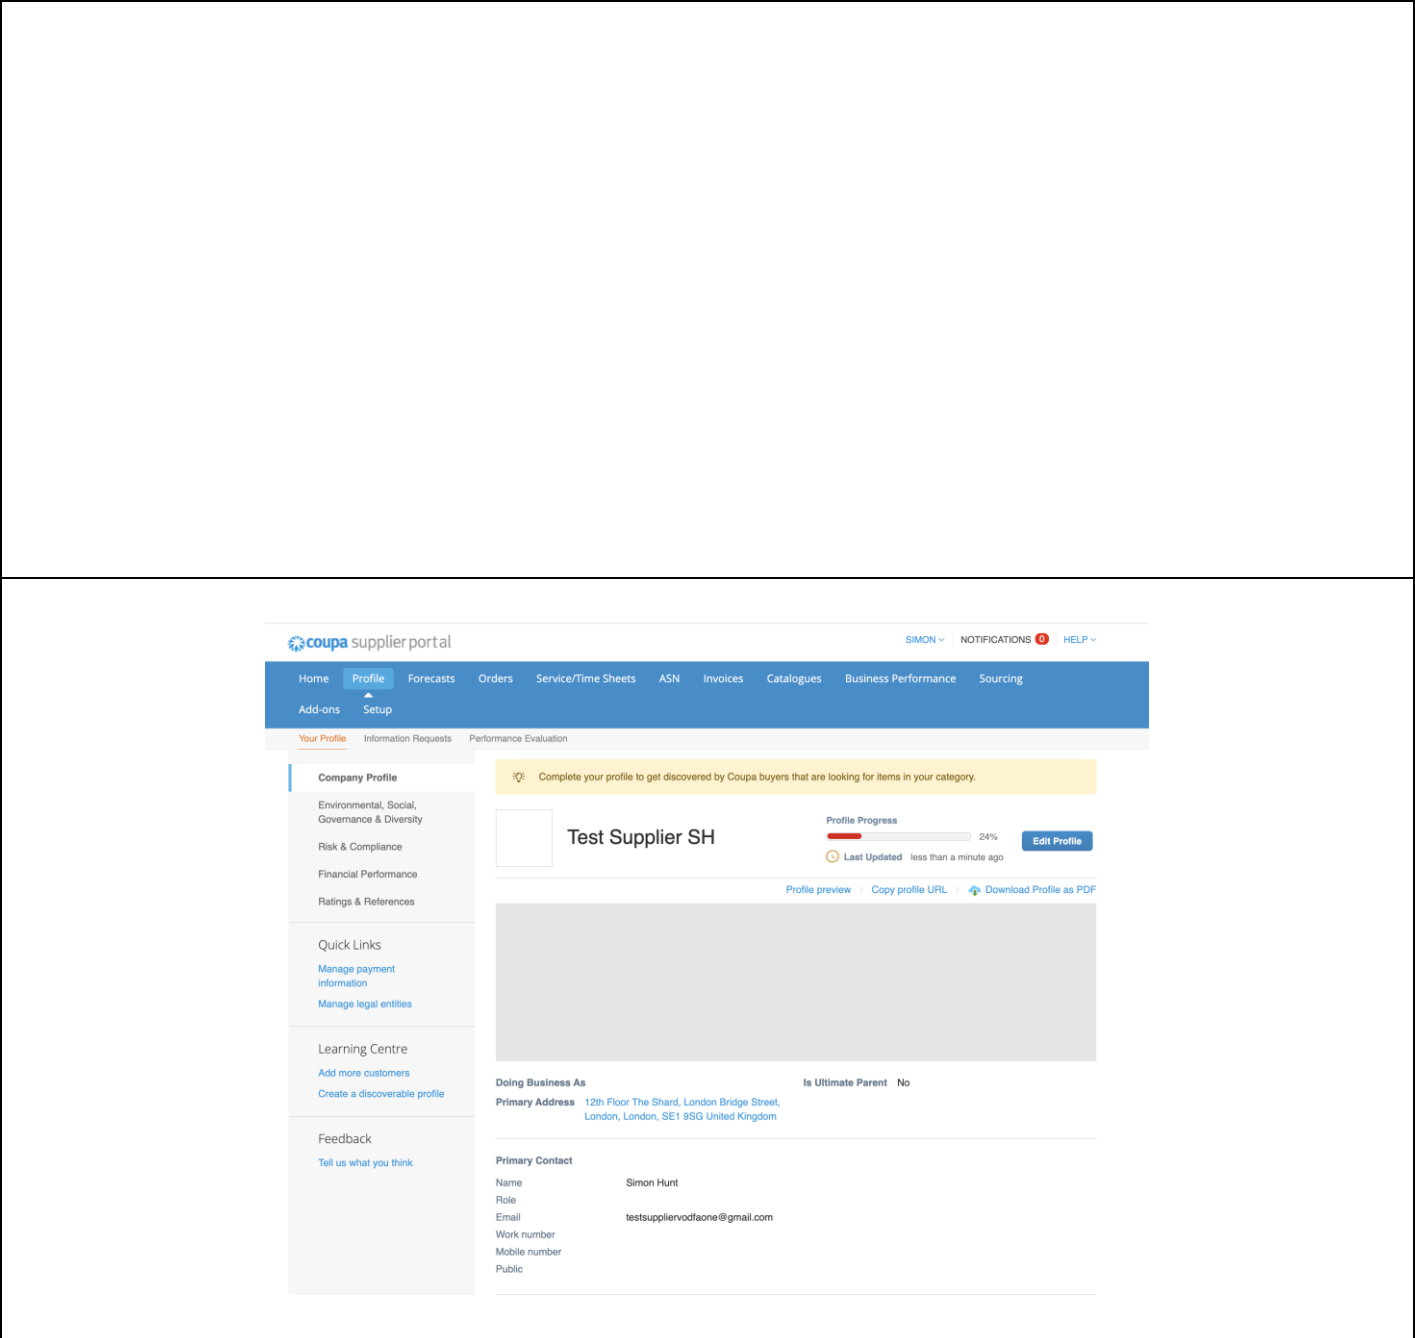 coupa supplier portal
SIMON NOTIFICATIONS 0 HELP
Home Profile Forecasts Orders Service/Time Sheets ASN Invoices Catalogues Business Performance Sourcing
Add-ons Setup
Your Profile Information Requests Performance Evaluation
Company Profile
Environmental, Social,
Governance & Diversity
Risk & Compliance
Financial Performance
Ratings & References
Quick Links
Manage payment
information
Manage legal entities
Learning Centre
Add more customers
Create a discoverable profile
Feedback
Tell us what you think
Complete your profile to get discovered by Coupa buyers that are looking for items in your category.
Test Supplier SH
Profile Progress
24%
Last Updated less than a minute ago
Edit Profile
Profile preview Copy profile URL Download Profile as PDF
Doing Business As
Is Ultimate Parent No
Primary Address 12th Floor The Shard, London Bridge Street,
London, London, SE1 9SG United Kingdom
Primary Contact
Name Simon Hunt
Role
Email testsuppliervodfaone@gmail.com
Work number
Mobile number
Public